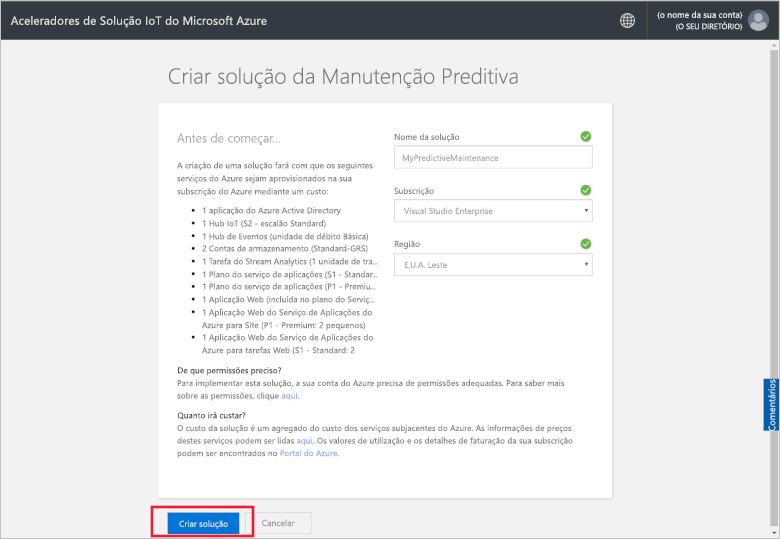 Aceleradores de Solução IoT do Microsoft Azure
(o nome da sua conta)
(O SEU DIRETÓRIO)
Criar solução da Manutenção Preditiva
Antes de começar...
A criação de uma solução fará com que os seguintes
serviços do Azure sejam aprovisionados na sua
subscrição do Azure mediante um custo:
• 1 aplicação do Azure Active Directory
• 1 Hub IoT (S2 - escalão Standard)
• 1 Hub de Eventos (unidade de débito Básica)
• 2 Contas de armazenamento (Standard-GRS)
• 1 Tarefa do Stream Analytics (1 unidade de tra...
• 1 Plano do serviço de aplicações (S1 - Standar...
• 1 Plano do serviço de aplicações (P1 - Premiu...
• 1 Aplicação Web (incluída no plano do Serviç...
• 1 Aplicação Web do Serviço de Aplicações do
Azure para Site (P1 - Premium: 2 pequenos)
• 1 Aplicação Web do Serviço de Aplicações do
Azure para tarefas Web (S1 - Standard: 2
Nome da solução
MyPredictiveMaintenance
Subscrição
Visual Studio Enterprise
Região
E.U.A. Leste
De que permissões preciso?
Para implementar esta solução, a sua conta do Azure precisa de permissões adequadas. Para saber mais
sobre as permissões, clique aqui.
Quanto irá custar?
O custo da solução é um agregado do custo dos serviços subjacentes do Azure. As informações de preços
destes serviços podem ser lidas aqui. Os valores de utilização e os detalhes de faturação da sua subscrição
podem ser encontrados no Portal do Azure.
Comentários
Criar solução
Cancelar